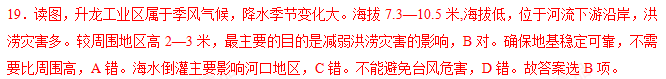 19．读图，升龙工业区属于季风气候，降水季节变化大。海拔 7.3—10.5 米,海拔低，位于河流下游沿岸，洪
涝灾害多。较周围地区高 2—3 米，最主要的目的是减弱洪涝灾害的影响，B 对。确保地基稳定可靠，不需
要比周围高，A 错。海水倒灌主要影响河口地区，C 错。不能避免台风危害，D 错。故答案选 B 项。